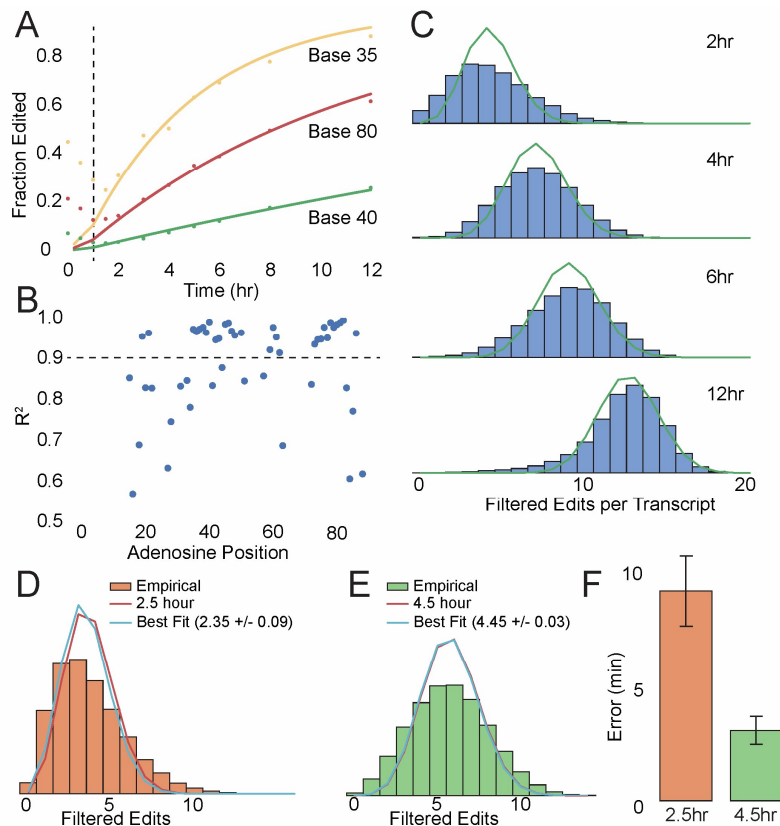 A
0.8
0.6
0.4
0.2
0
Fraction Edited
Base 35
Base 80
Base 40
0 2 4 6 8 10 12
Time (hr)
B
1.0
0.9
0.8
0.7
0.6
0.5
R²
0 20 40 60 80
Adenosine Position
C
2hr
4hr
6hr
12hr
0 10 20
Filtered Edits per Transcript
D
Empirical
2.5 hour
Best Fit (2.35 +/- 0.09)
0 5 10
Filtered Edits
E
Empirical
4.5 hour
Best Fit (4.45 +/- 0.03)
0 5 10
Filtered Edits
F
10
5
0
Error (min)
2.5hr 4.5hr